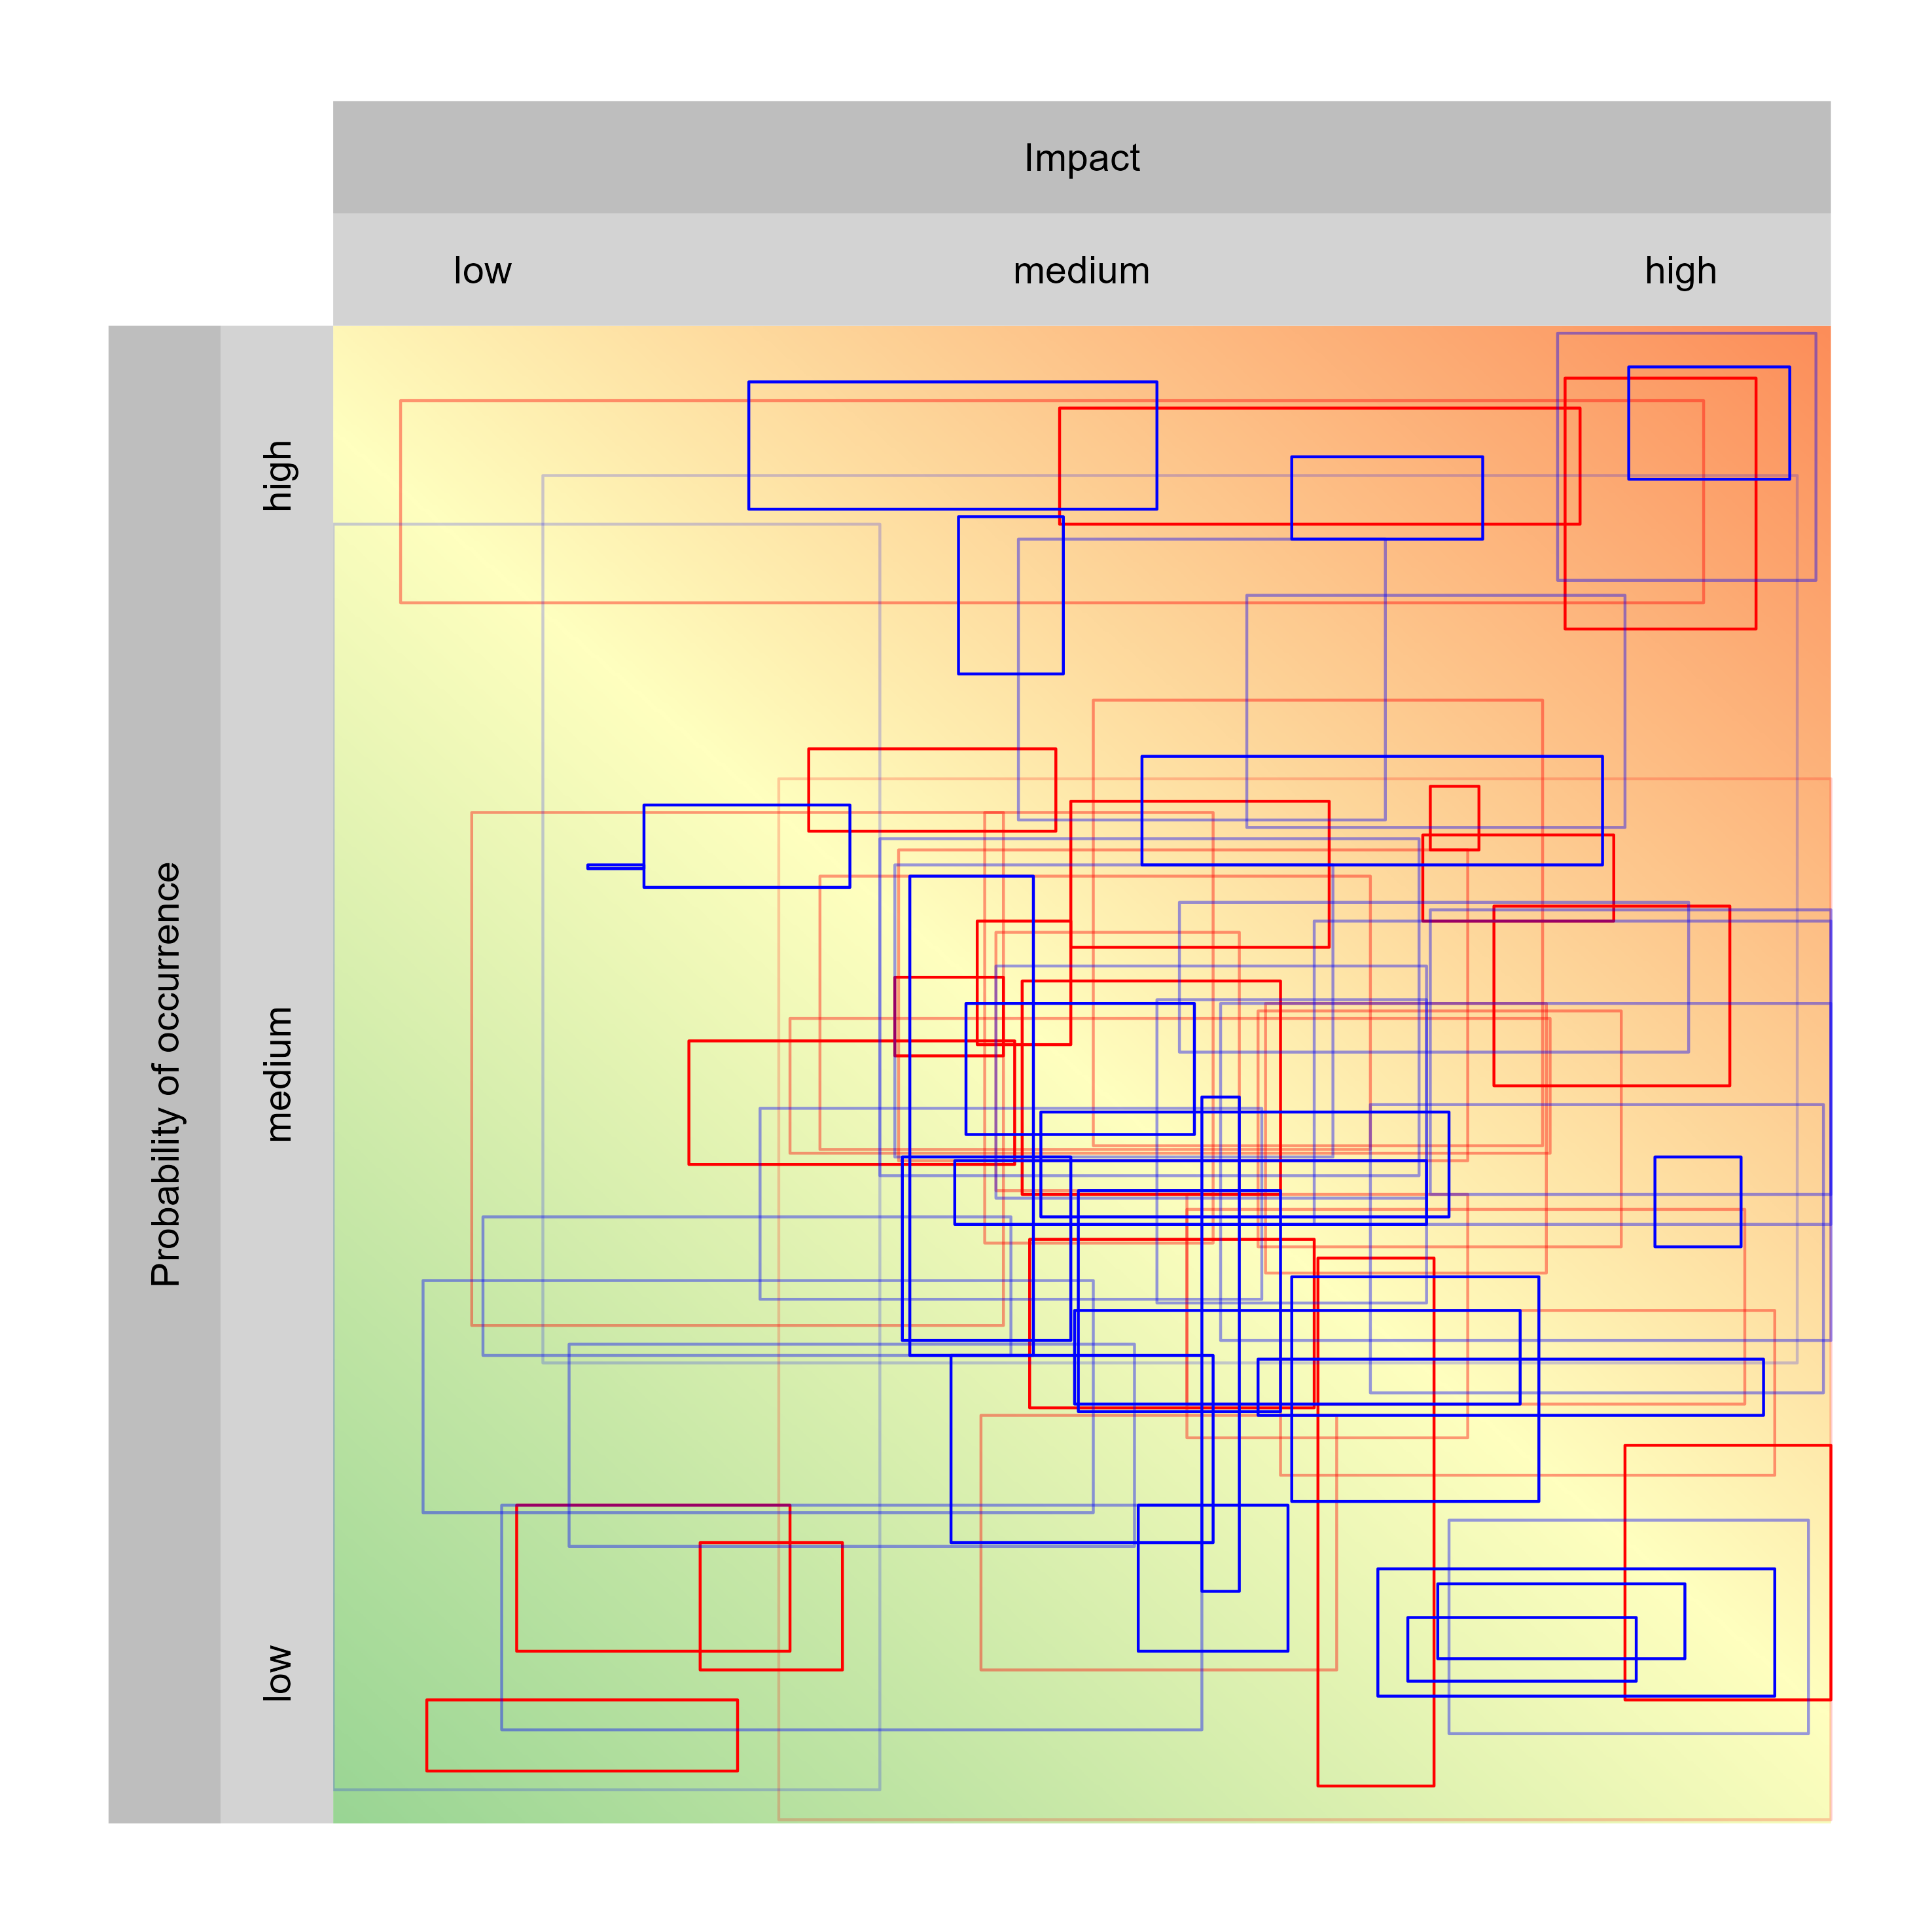 Impact
low
medium
high
Probability of occurrence
high
medium
low